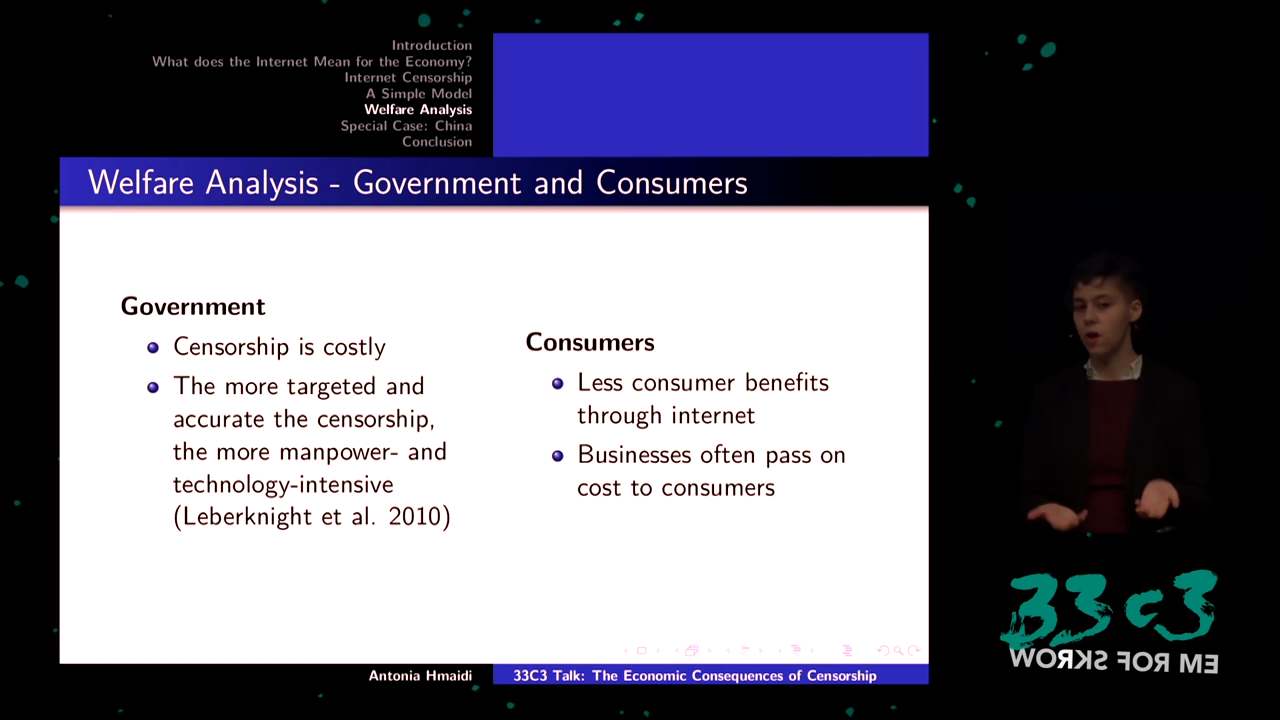 Introduction
What does the Internet Mean for the Economy?
Internet Censorship
A Simple Model
Welfare Analysis
Special Case: China
Conclusion
Welfare Analysis - Government and Consumers
Government
Censorship is costly
The more targeted and
accurate the censorship,
the more manpower- and
technology-intensive
(Leberknight et al. 2010)
Consumers
Less consumer benefits
through internet
Businesses often pass on
cost to consumers
Antonia Hmaidi
33C3 Talk: The Economic Consequences of Censorship
33C3
WORKS FOR ME